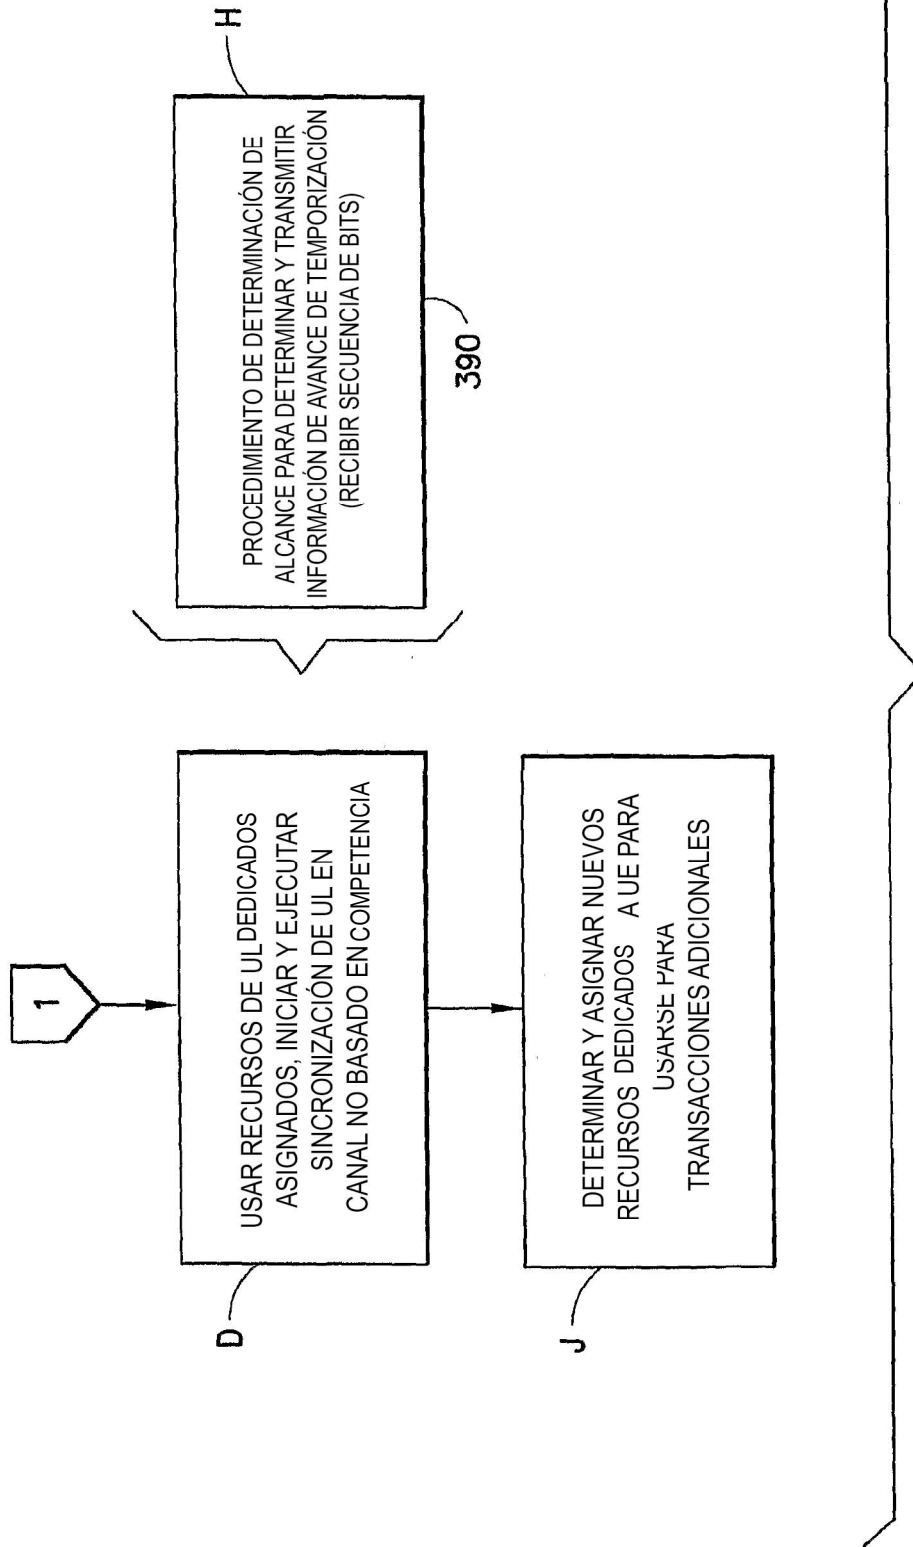 1
D
USAR RECURSOS DE UL DEDICADOS
ASIGNADOS, INICIAR Y EJECUTAR
SINCRONIZACIÓN DE UL EN
CANAL NO BASADO EN COMPETENCIA
J
DETERMINAR Y ASIGNAR NUEVOS
RECURSOS DEDICADOS A UE PARA
USARSE PARA
TRANSACCIONES ADICIONALES
H
PROCEDIMIENTO DE DETERMINACIÓN DE
ALCANCE PARA DETERMINAR Y TRANSMITIR
INFORMACIÓN DE AVANCE DE TEMPORIZACIÓN
(RECIBIR SECUENCIA DE BITS)
390